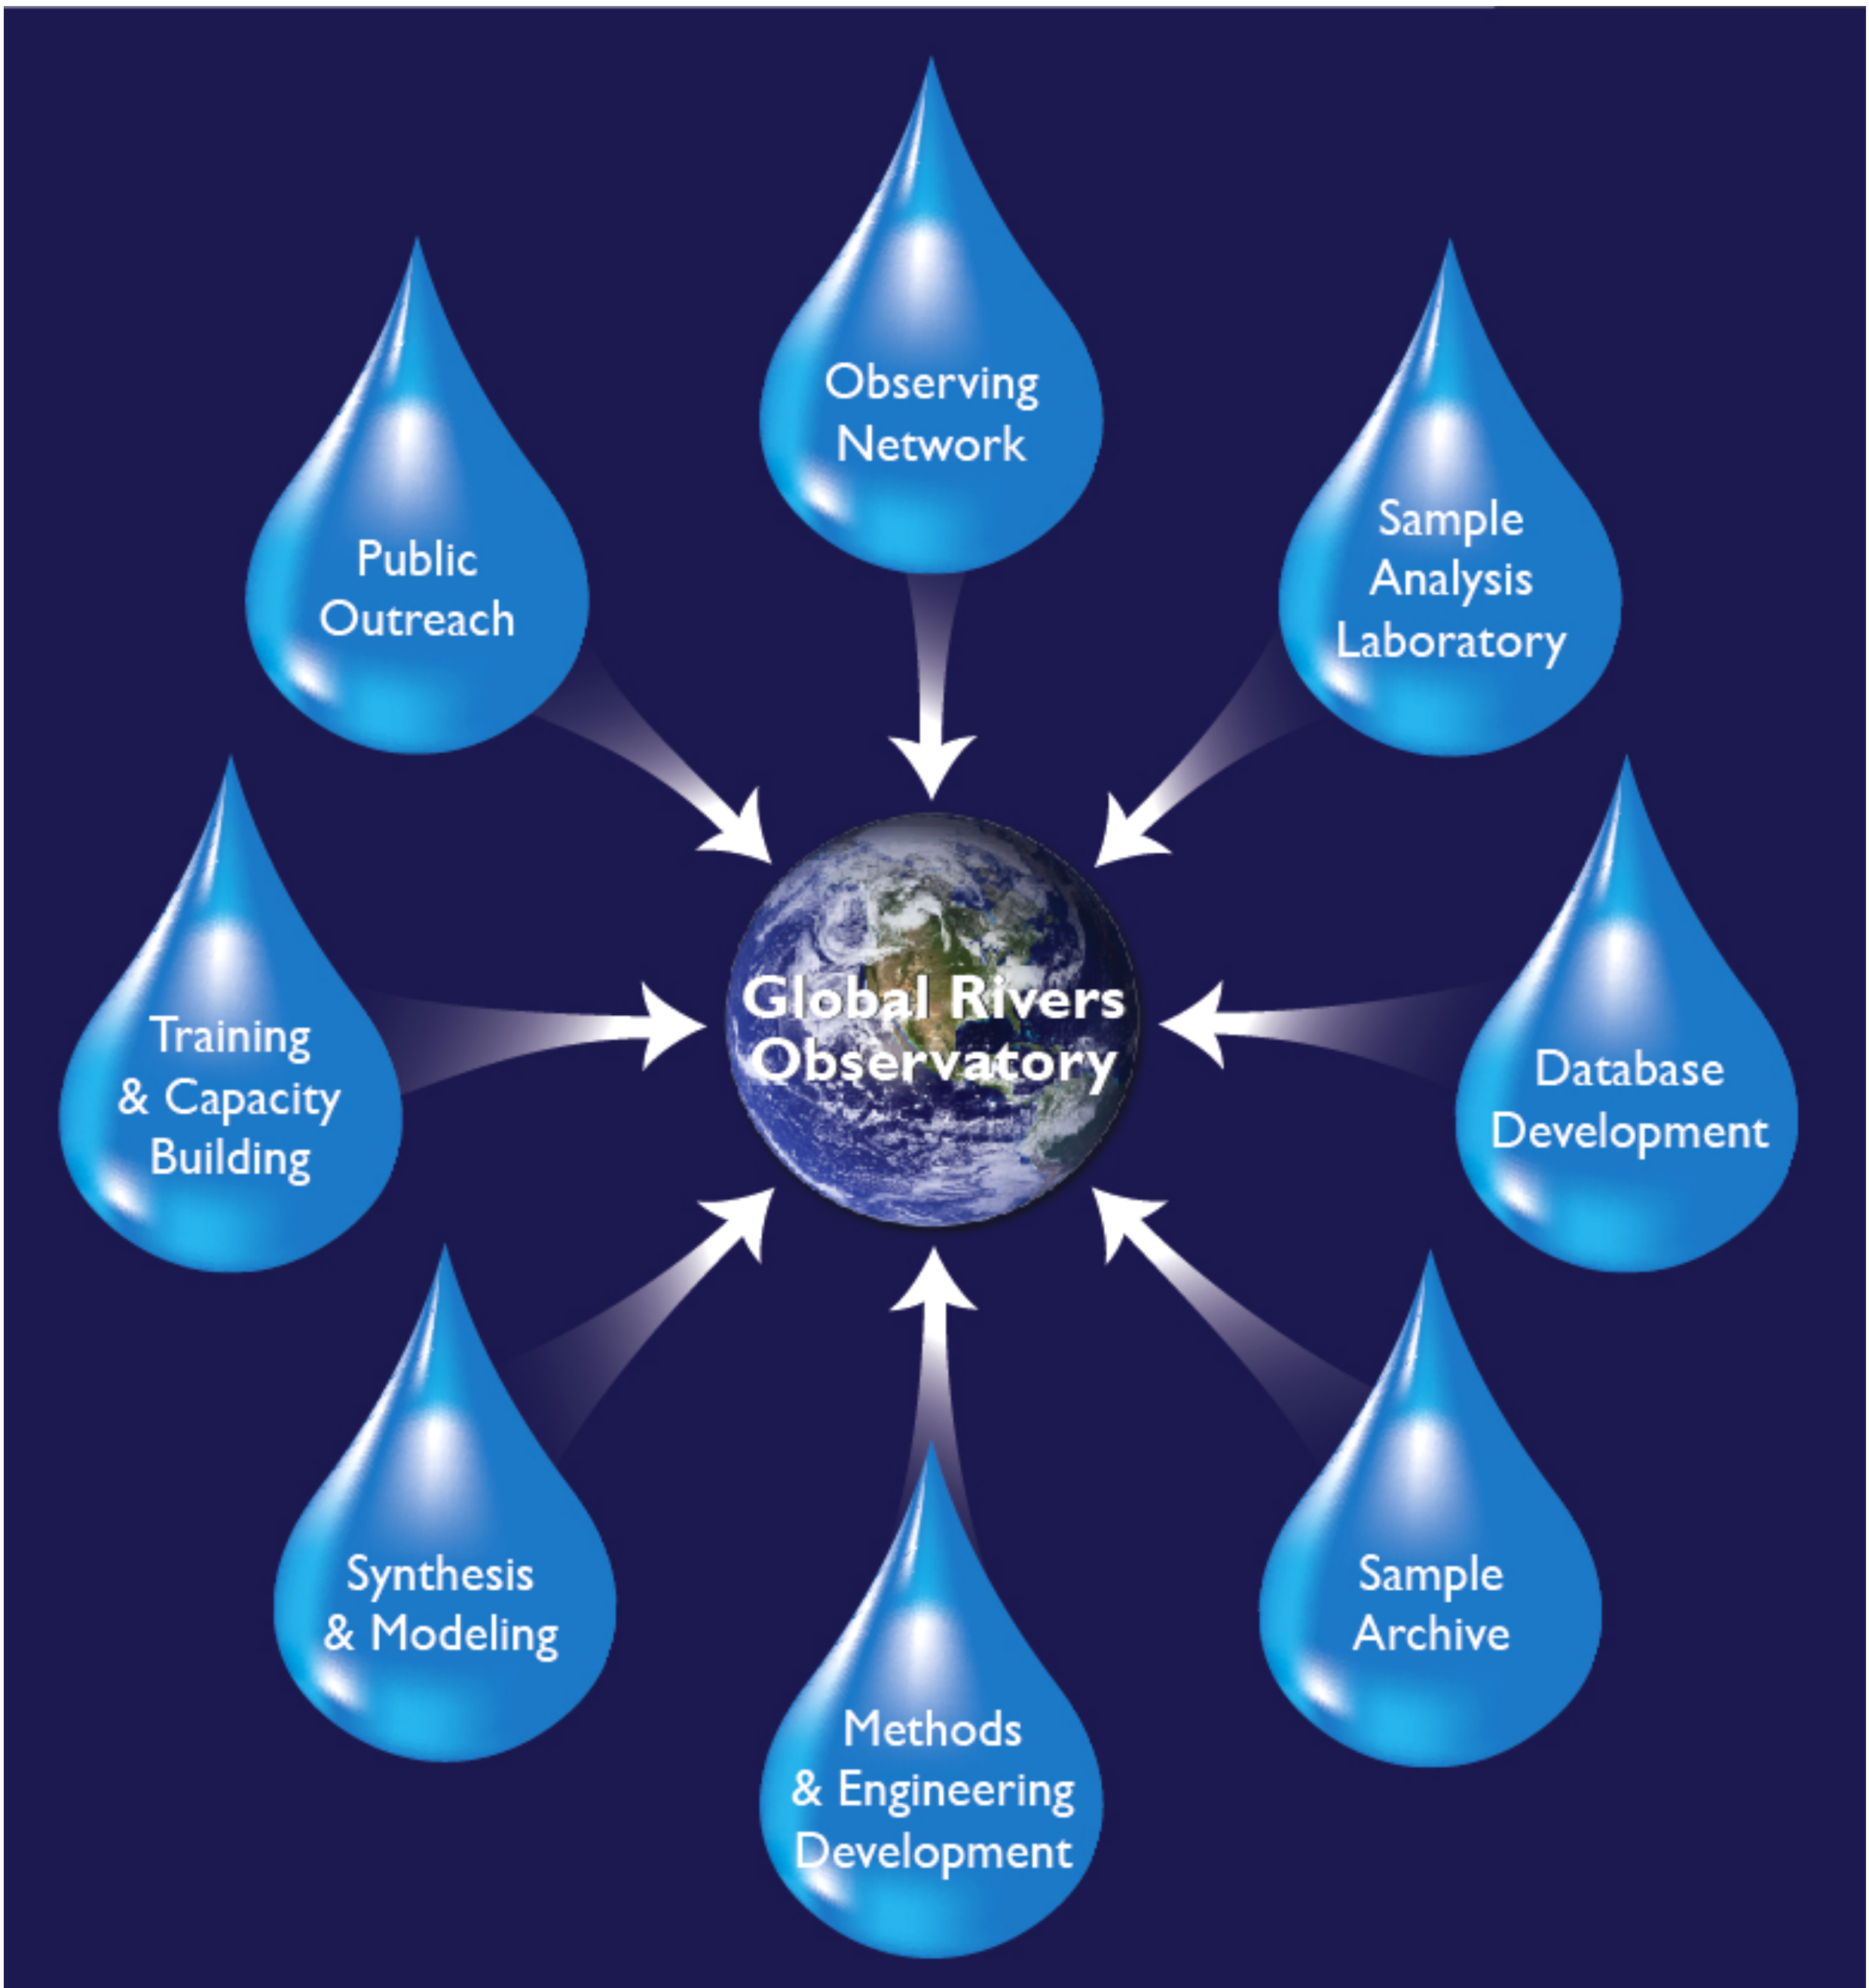 Observing
Network
Sample
Analysis
Laboratory
Database
Development
Sample
Archive
Methods
& Engineering
Development
Synthesis
& Modeling
Training
& Capacity
Building
Public
Outreach
Global Rivers
Observatory